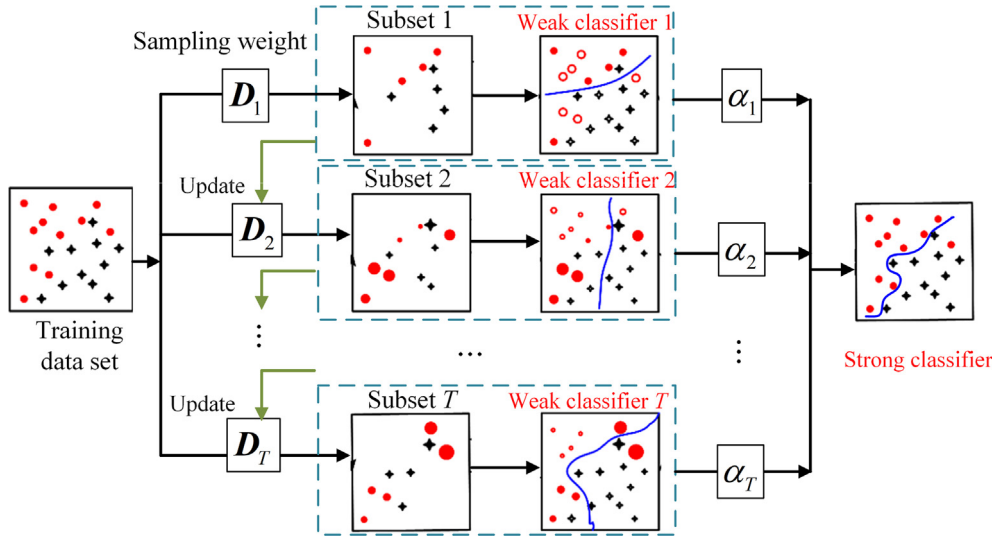 Sampling weight
Subset 1
Weak classifier 1
D1
α1
Update
Subset 2
Weak classifier 2
D2
α2
Training
data set
⋮
...
⋮
Strong classifier
Update
Subset T
Weak classifier T
DT
αT